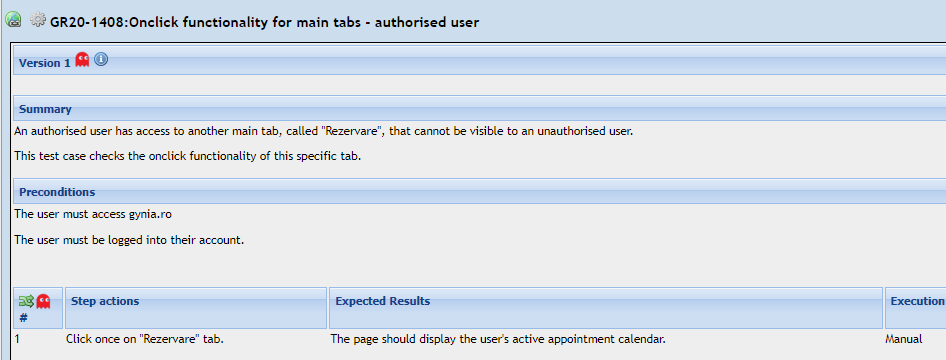 GR20-1408:Onclick functionality for main tabs - authorised user
Version 1
Summary
An authorised user has access to another main tab, called "Rezervare", that cannot be visible to an unauthorised user.
This test case checks the onclick functionality of this specific tab.
Preconditions
The user must access gynia.ro
The user must be logged into their account.
# Step actions Expected Results Execution
1 Click once on "Rezervare" tab. The page should display the user's active appointment calendar. Manual